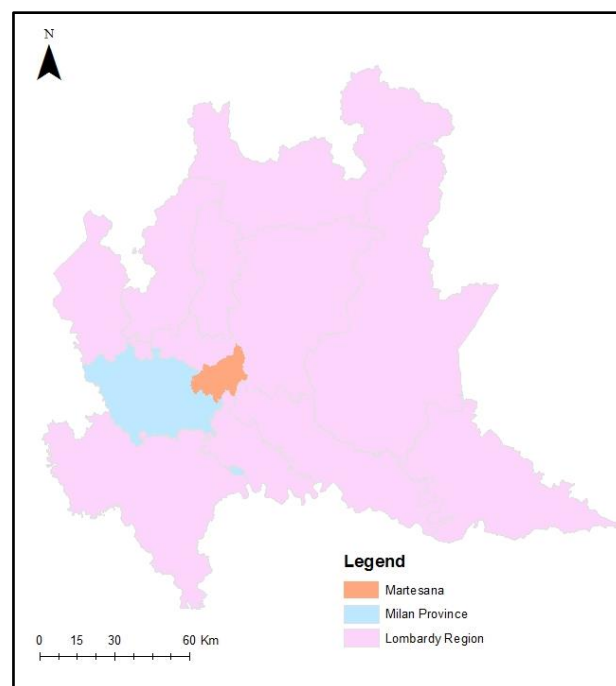 N
Legend
Martesana
Milan Province
Lombardy Region
0 15 30 60 Km